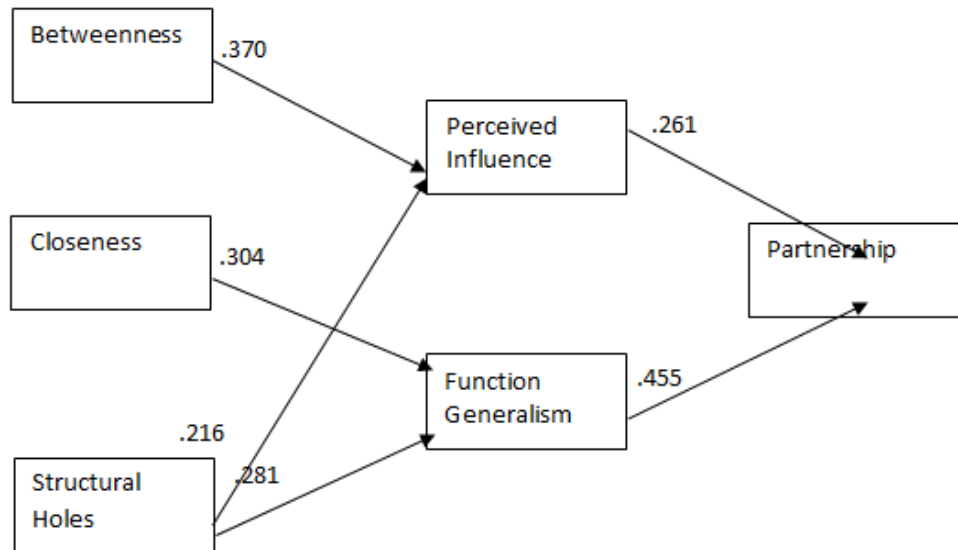 Betweenness
.370
Perceived
Influence
.261
Closeness
.304
Partnership
Function
Generalism
.455
.216
.281
Structural
Holes